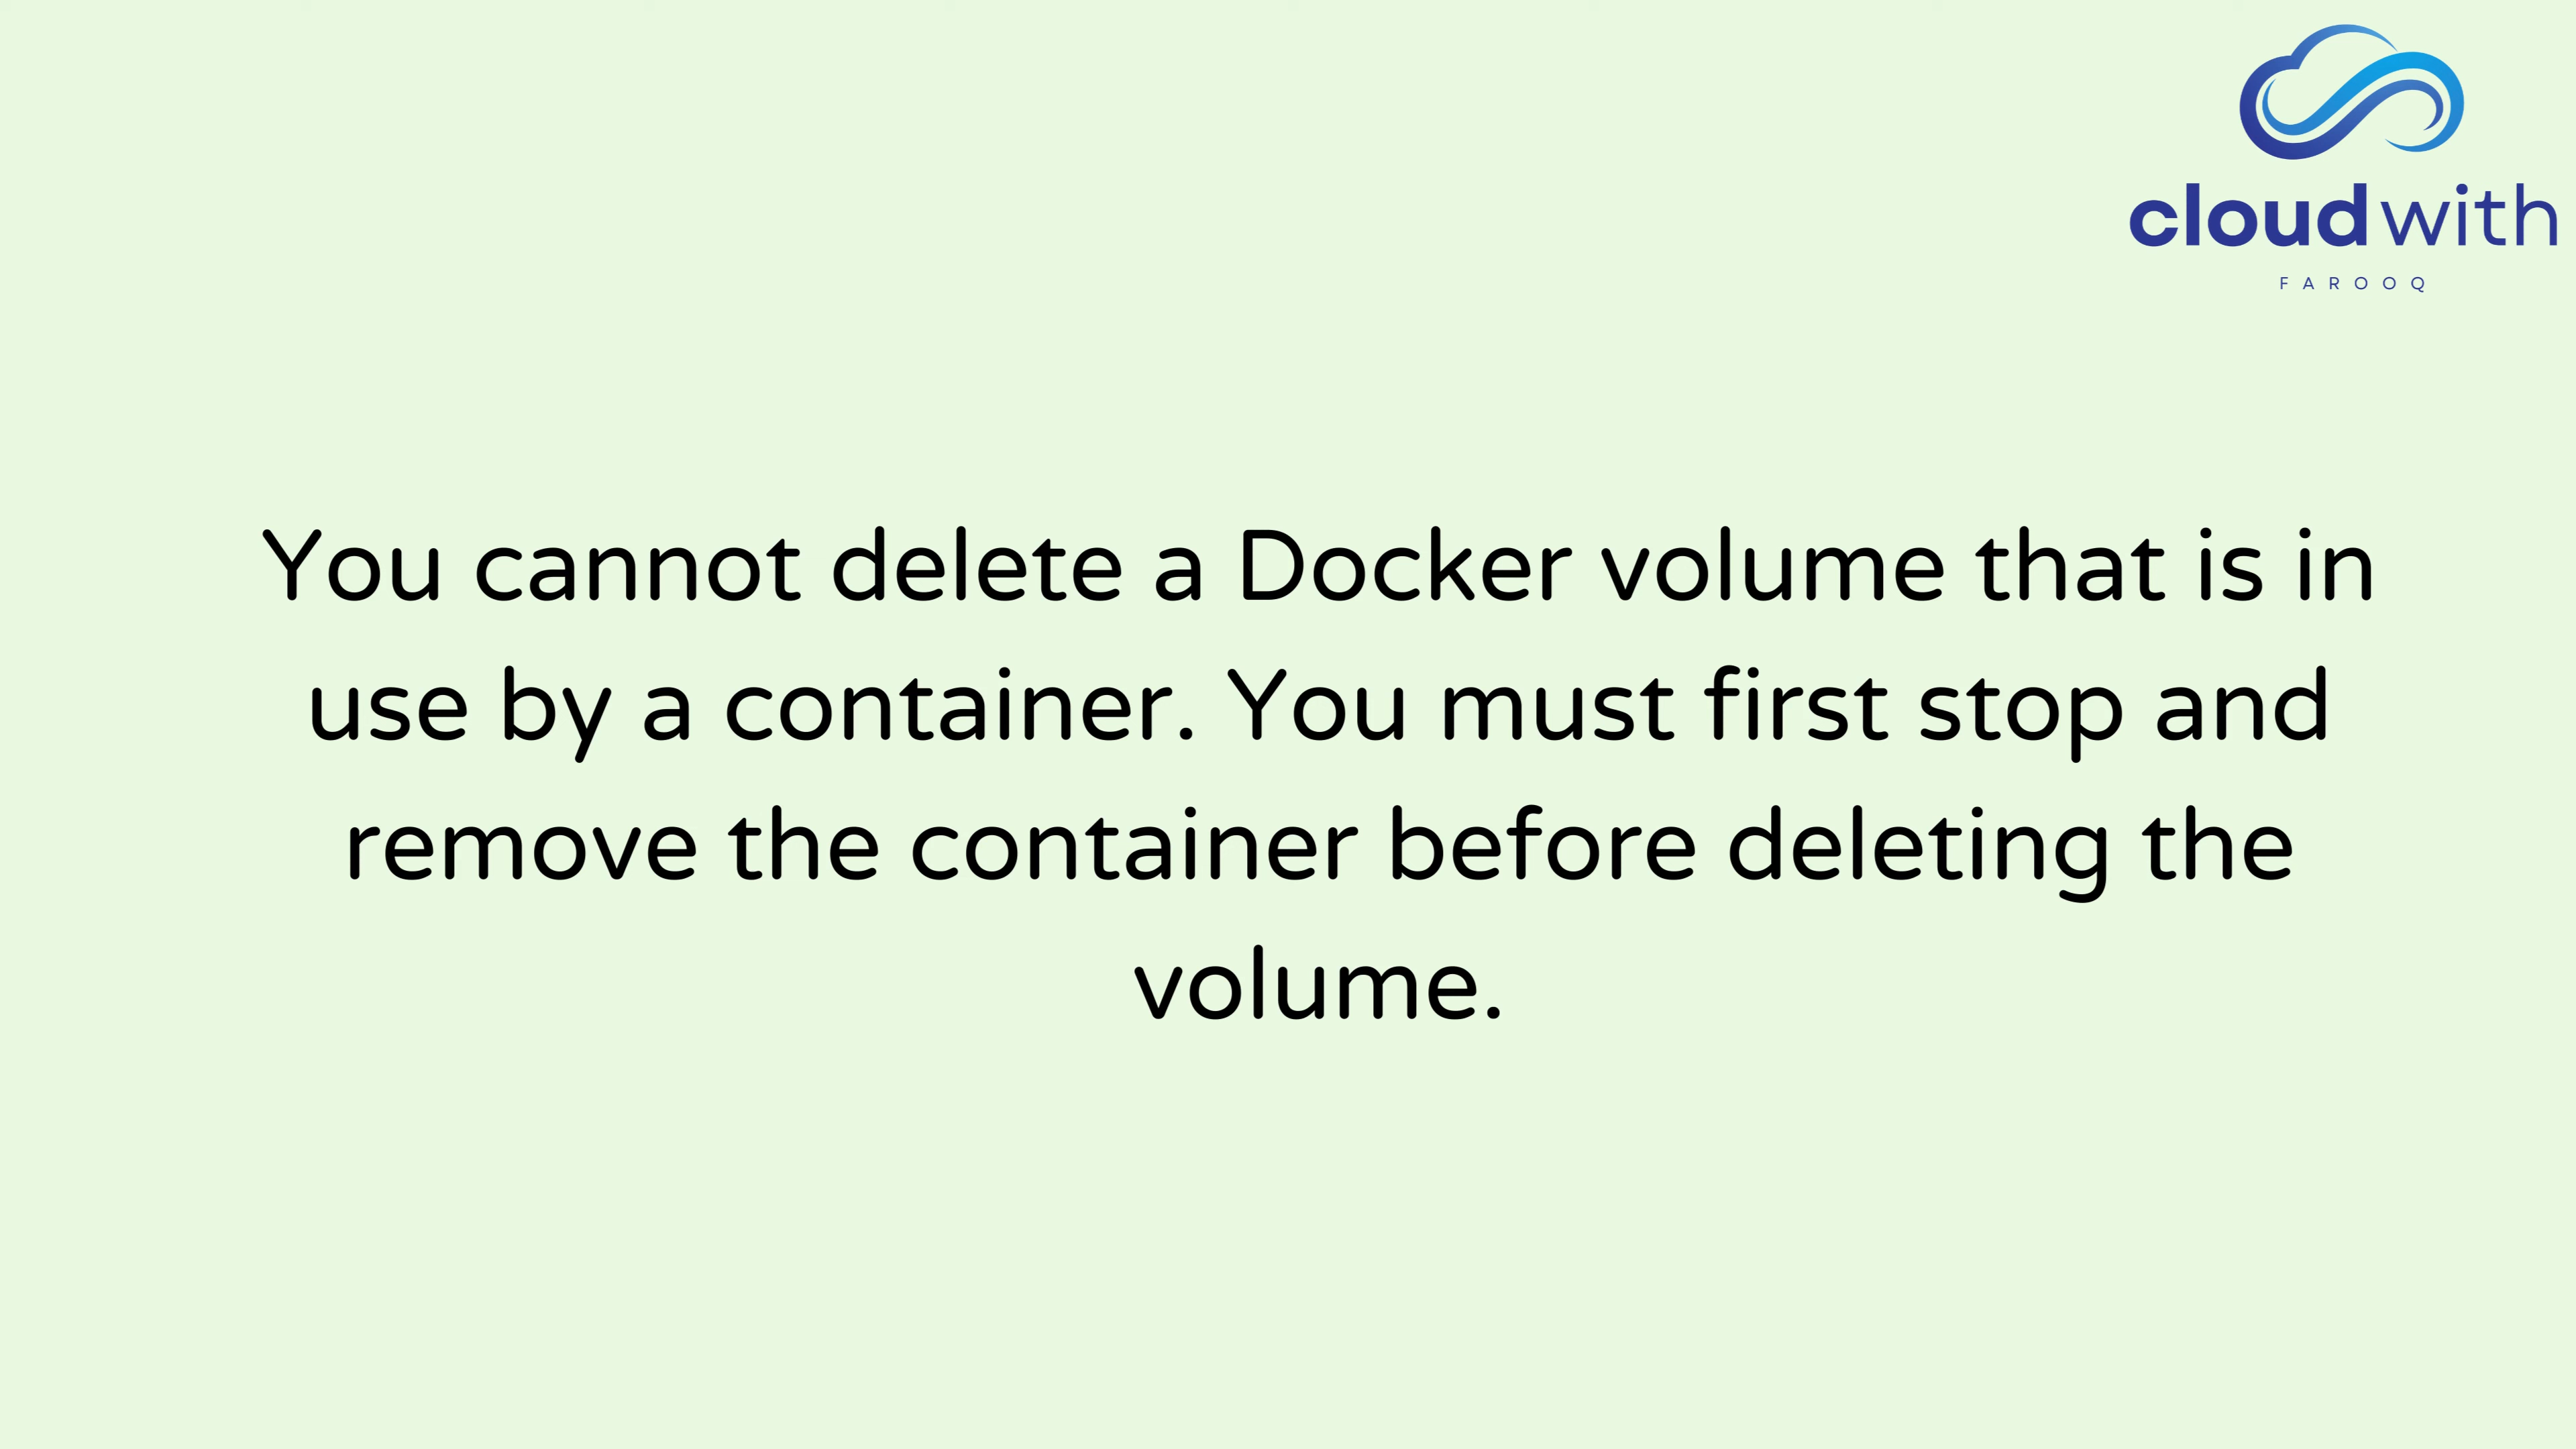 cloudwith
FAROOQ
You cannot delete a Docker volume that is in
use by a container. You must first stop and
remove the container before deleting the
volume.